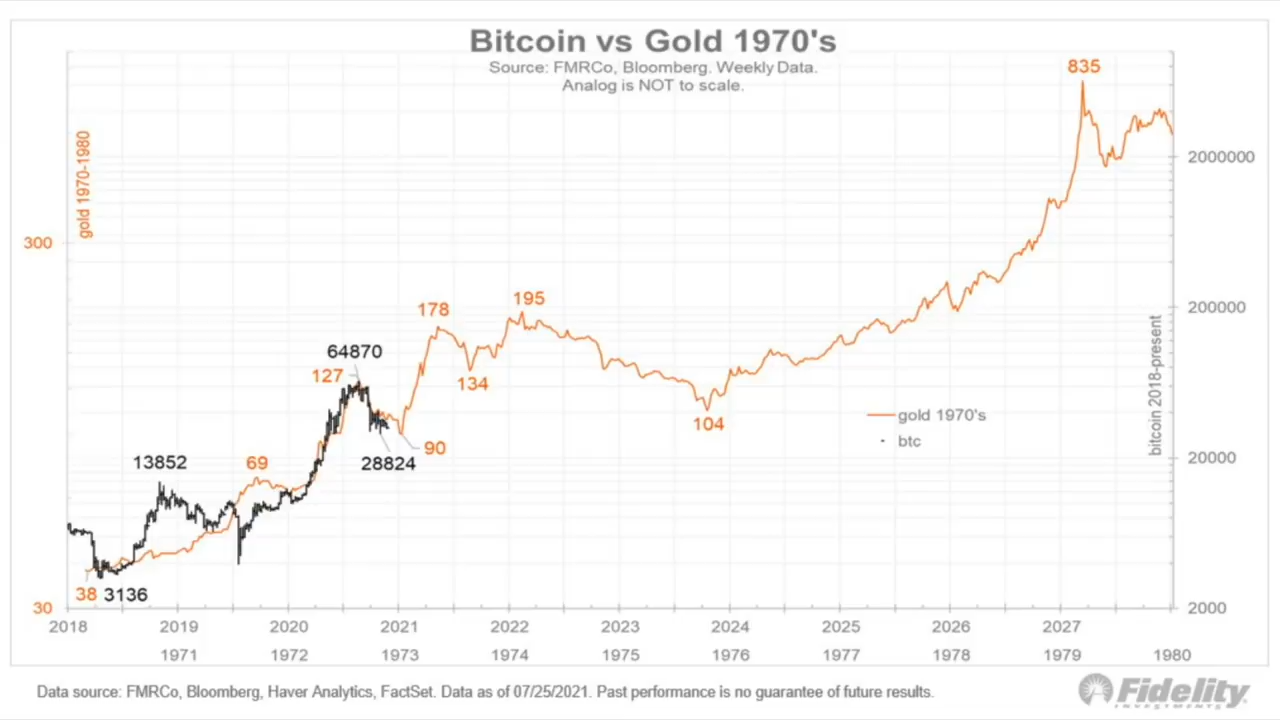 Bitcoin vs Gold 1970's
Source: FMRCo, Bloomberg. Weekly Data.
Analog is NOT to scale.
gold 1970-1980
300
30
2000000
200000
20000
2000
bitcoin 2018-present
835
178
195
134
104
64870
127
90
28824
13852
69
38
3136
gold 1970's
btc
2018 2019 2020 2021 2022 2023 2024 2025 2026 2027
1971 1972 1973 1974 1975 1976 1977 1978 1979 1980
Data source: FMRCo, Bloomberg, Haver Analytics, FactSet. Data as of 07/25/2021. Past performance is no guarantee of future results.
Fidelity
INVESTMENTS